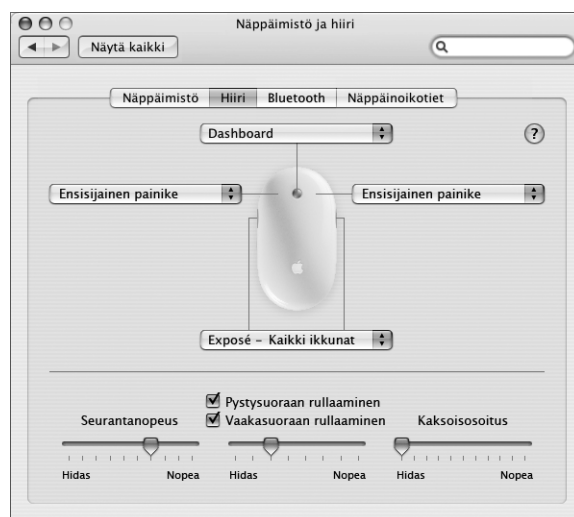 Näppäimistö ja hiiri
Näytä kaikki
Näppäimistö Hiiri Bluetooth Näppäinoikotiet
Dashboard
?
Ensisijainen painike Ensisijainen painike
Exposé – Kaikki ikkunat
Pystysuoraan rullaaminen
Seurantanopeus Vaakasuoraan rullaaminen Kaksoisosoitus
Hidas Nopea Hidas Nopea Hidas Nopea